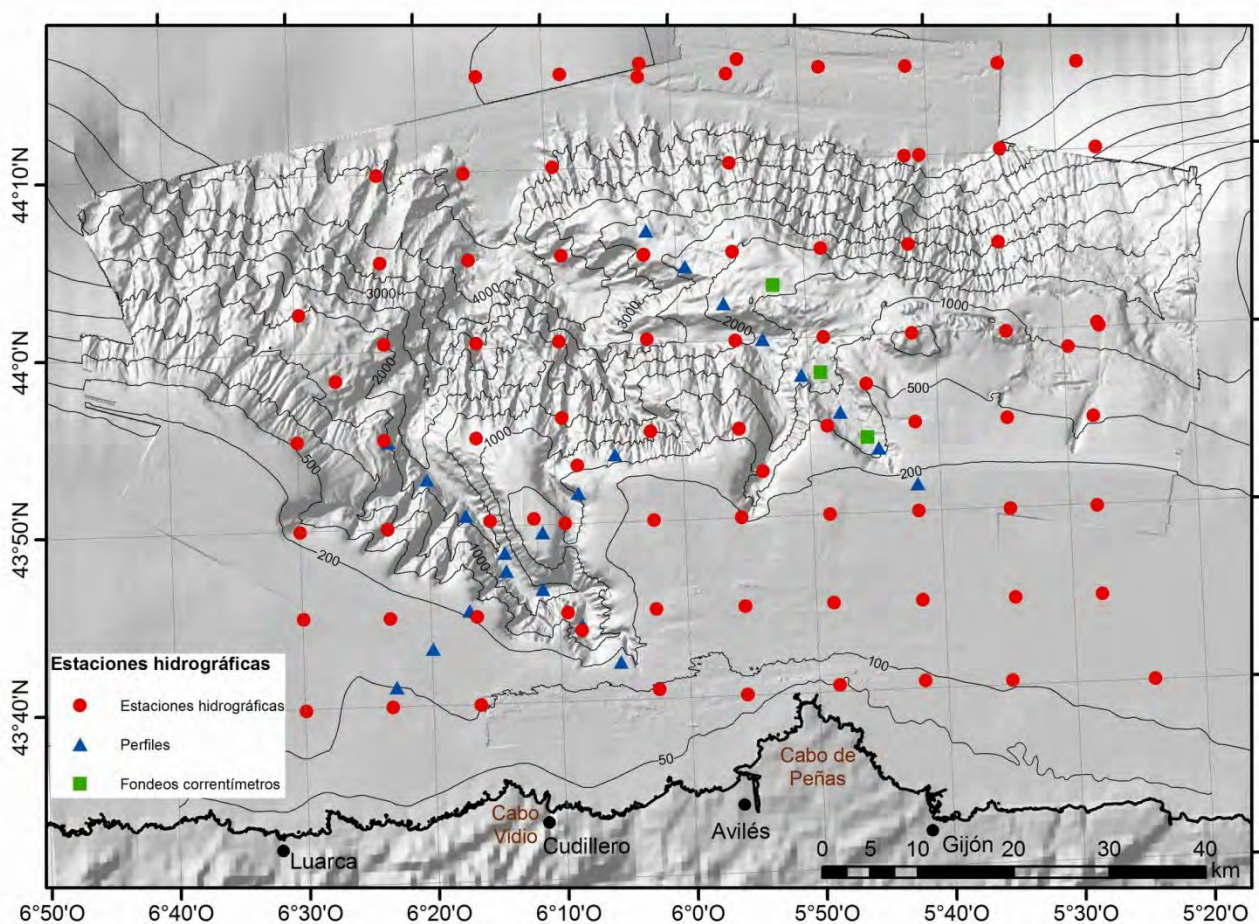 44°10'N
44°0'N
43°50'N
43°40'N
3000
4000
3000
2000
1000
2000
500
1000
500
200
200
1000
100
50
Estaciones hidrográficas
Estaciones hidrográficas
Perfiles
Fondeos correntímetros
Cabo de
Peñas
Cabo
Vidio
Cudillero
Luarca
Avilés
Gijón
0 5 10 20 30 40
km
6°50'O 6°40'O 6°30'O 6°20'O 6°10'O 6°0'O 5°50'O 5°40'O 5°30'O 5°20'O